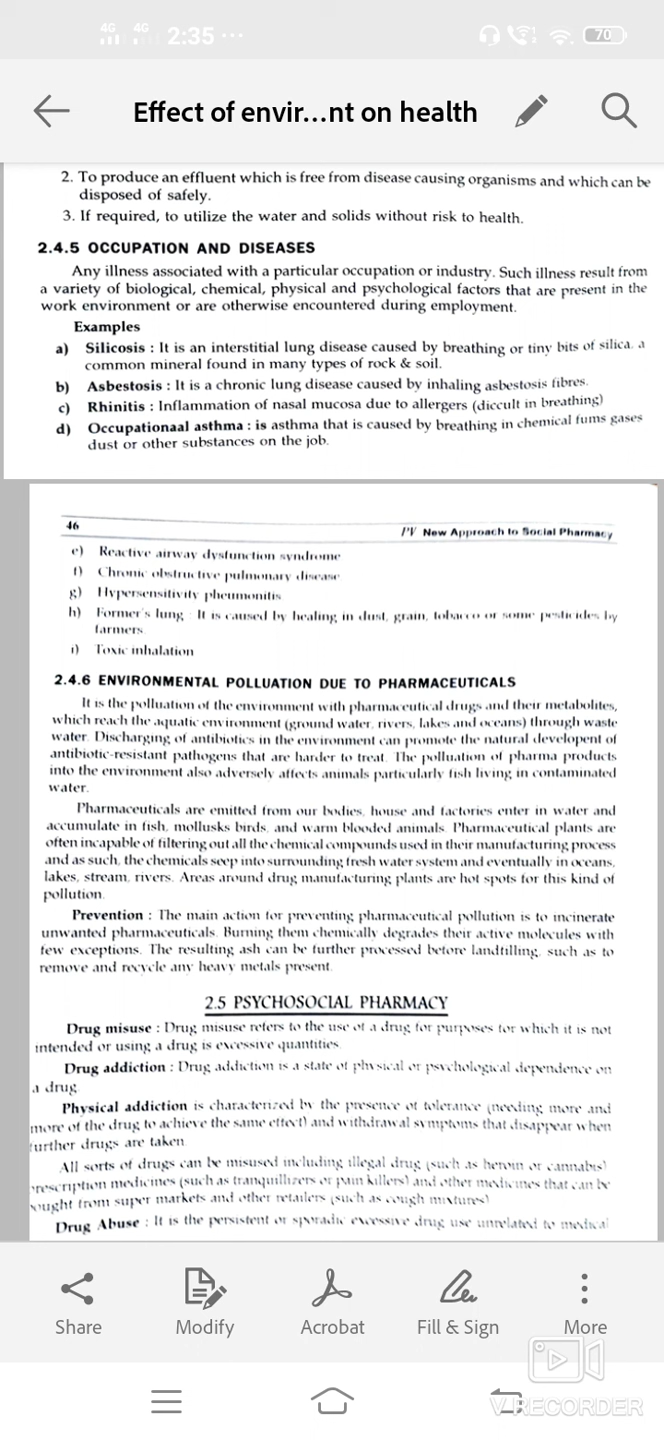 4G 4G 2:35 ... 70
Effect of envir...nt on health
2. To produce an effluent which is free from disease causing organisms and which can be
disposed of safely.
3. If required, to utilize the water and solids without risk to health.
2.4.5 OCCUPATION AND DISEASES
Any illness associated with a particular occupation or industry. Such illness result from
a variety of biological, chemical, physical and psychological factors that are present in the
work environment or are otherwise encountered during employment.
Examples
a) Silicosis : It is an interstitial lung disease caused by breathing or tiny bits of silica, a
common mineral found in many types of rock & soil.
b) Asbestosis : It is a chronic lung disease caused by inhaling asbestosis fibres.
c) Rhinitis : Inflammation of nasal mucosa due to allergers (diccult in breathing)
d) Occupationaal asthma : is asthma that is caused by breathing in chemical fums gases
dust or other substances on the job.
46 PV New Approach to Social Pharmacy
e) Reactive airway dystunction syndrome
f) Chronic obstructive pulmonary disease
g) Hypersensitivity pheumonitis
h) Former's lung : It is caused by healing in dust, grain, tobacco or some pesticides by
farmers.
i) Toxic inhalation
2.4.6 ENVIRONMENTAL POLLUATION DUE TO PHARMACEUTICALS
It is the polluation of the environment with pharmaceutical drugs and their metabolites,
which reach the aquatic environment (ground water, rivers, lakes and oceans) through waste
water. Discharging of antibiotics in the environment can promote the natural developent of
antibiotic-resistant pathogens that are harder to treat. The polluation of pharma products
into the environment also adversely affects animals particularly fish living in contaminated
water.
Pharmaceuticals are emitted from our bodies, house and factories enter in water and
accumulate in fish, mollusks birds, and warm blooded animals. Pharmaceutical plants are
often incapable of filtering out all the chemical compounds used in their manufacturing process
and as such, the chemicals seep into surrounding fresh water system and eventually in oceans,
lakes, stream, rivers. Areas around drug manufacturing plants are hot spots for this kind of
pollution.
Prevention : The main action for preventing pharmaceutical pollution is to incinerate
unwanted pharmaceuticals. Burning them chemically degrades their active molecules with
few exceptions. The resulting ash can be further processed before landfilling, such as to
remove and recycle any heavy metals present.
2.5 PSYCHOSOCIAL PHARMACY
Drug misuse : Drug misuse refers to the use of a drug for purposes for which it is not
intended or using a drug is excessive quantities.
Drug addiction : Drug addiction is a state of physical or psychological dependence on
a drug.
Physical addiction is characterized by the presence of tolerance (needing more and
more of the drug to achieve the same effect) and withdrawal symptoms that disappear when
further drugs are taken.
All sorts of drugs can be misused including illegal drug (such as heroin or cannabis)
prescription medicines (such as tranquillizers or pain killers) and other medicines that can be
ought from super markets and other retailers (such as cough mixtures)
Drug Abuse : It is the persistent or sporadic excessive drug use unrelated to medical
Share Modify Acrobat Fill & Sign More
V RECORDER